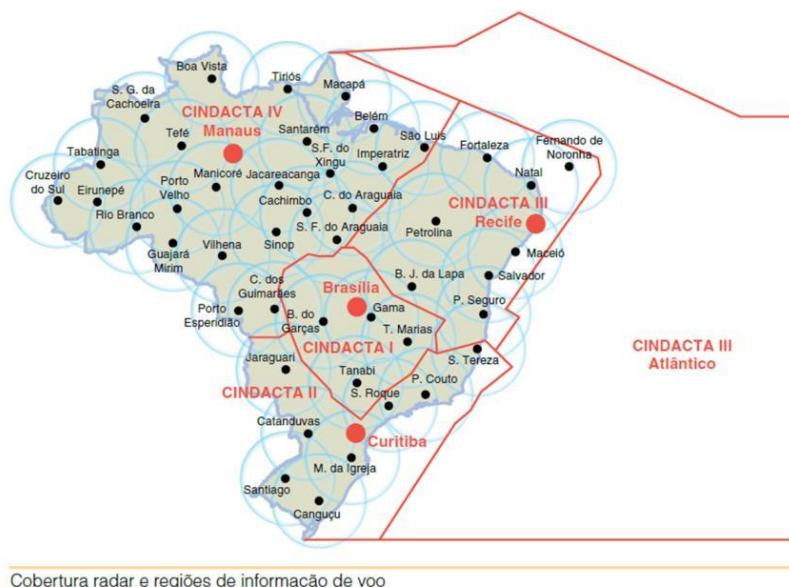 Boa Vista
Tiriós
Macapá
S. G. da
Cachoeira
CINDACTA IV
Manaus
Belém
Tefé
Santarém
São Luis
S.F. do
Xingu
Imperatriz
Fortaleza
Fernando de
Noronha
Tabatinga
Cruzeiro
do Sul
Eirunepé
Porto
Velho
Manicoré
Jacareacanga
Natal
Rio Branco
Cachimbo
C. do Araguaia
CINDACTA III
Recife
Petrolina
Guajará
Mirim
Vilhena
Sinop
S. F. do Araguaia
Maceió
C. dos
Guimarães
Brasília
B. J. da Lapa
Salvador
Porto
Esperidião
B. do
Garças
Gama
P. Seguro
T. Marias
CINDACTA I
CINDACTA III
Atlântico
Jaraguari
Tanabi
S. Tereza
CINDACTA II
S. Roque
P. Couto
Catanduvas
Curitiba
M. da Igreja
Santiago
Canguçu
Cobertura radar e regiões de informação de voo